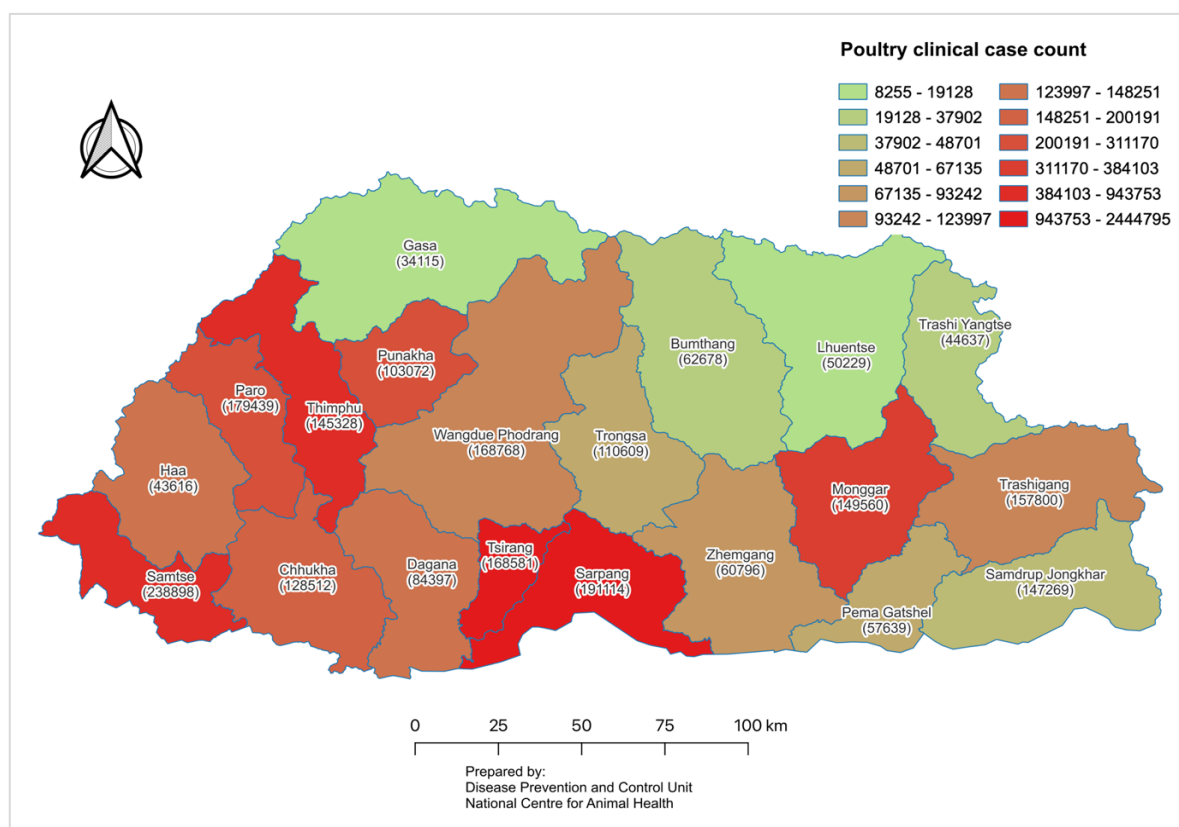 Poultry clinical case count
8255 - 19128
19128 - 37902
37902 - 48701
48701 - 67135
67135 - 93242
93242 - 123997
123997 - 148251
148251 - 200191
200191 - 311170
311170 - 384103
384103 - 943753
943753 - 2444795
Gasa
(34115)
Punakha
(103072)
Bumthang
(62678)
Lhuentse
(50229)
Trashi Yangtse
(44637)
Paro
(179439)
Thimphu
(145328)
Wangdue Phodrang
(168768)
Trongsa
(110609)
Haa
(43616)
Monggar
(149560)
Trashigang
(157800)
Samtse
(238898)
Chhukha
(128512)
Dagana
(84397)
Tsirang
(168581)
Sarpang
(191114)
Zhemgang
(60796)
Pema Gatshel
(57639)
Samdrup Jongkhar
(147269)
0 25 50 75 100 km
Prepared by:
Disease Prevention and Control Unit
National Centre for Animal Health